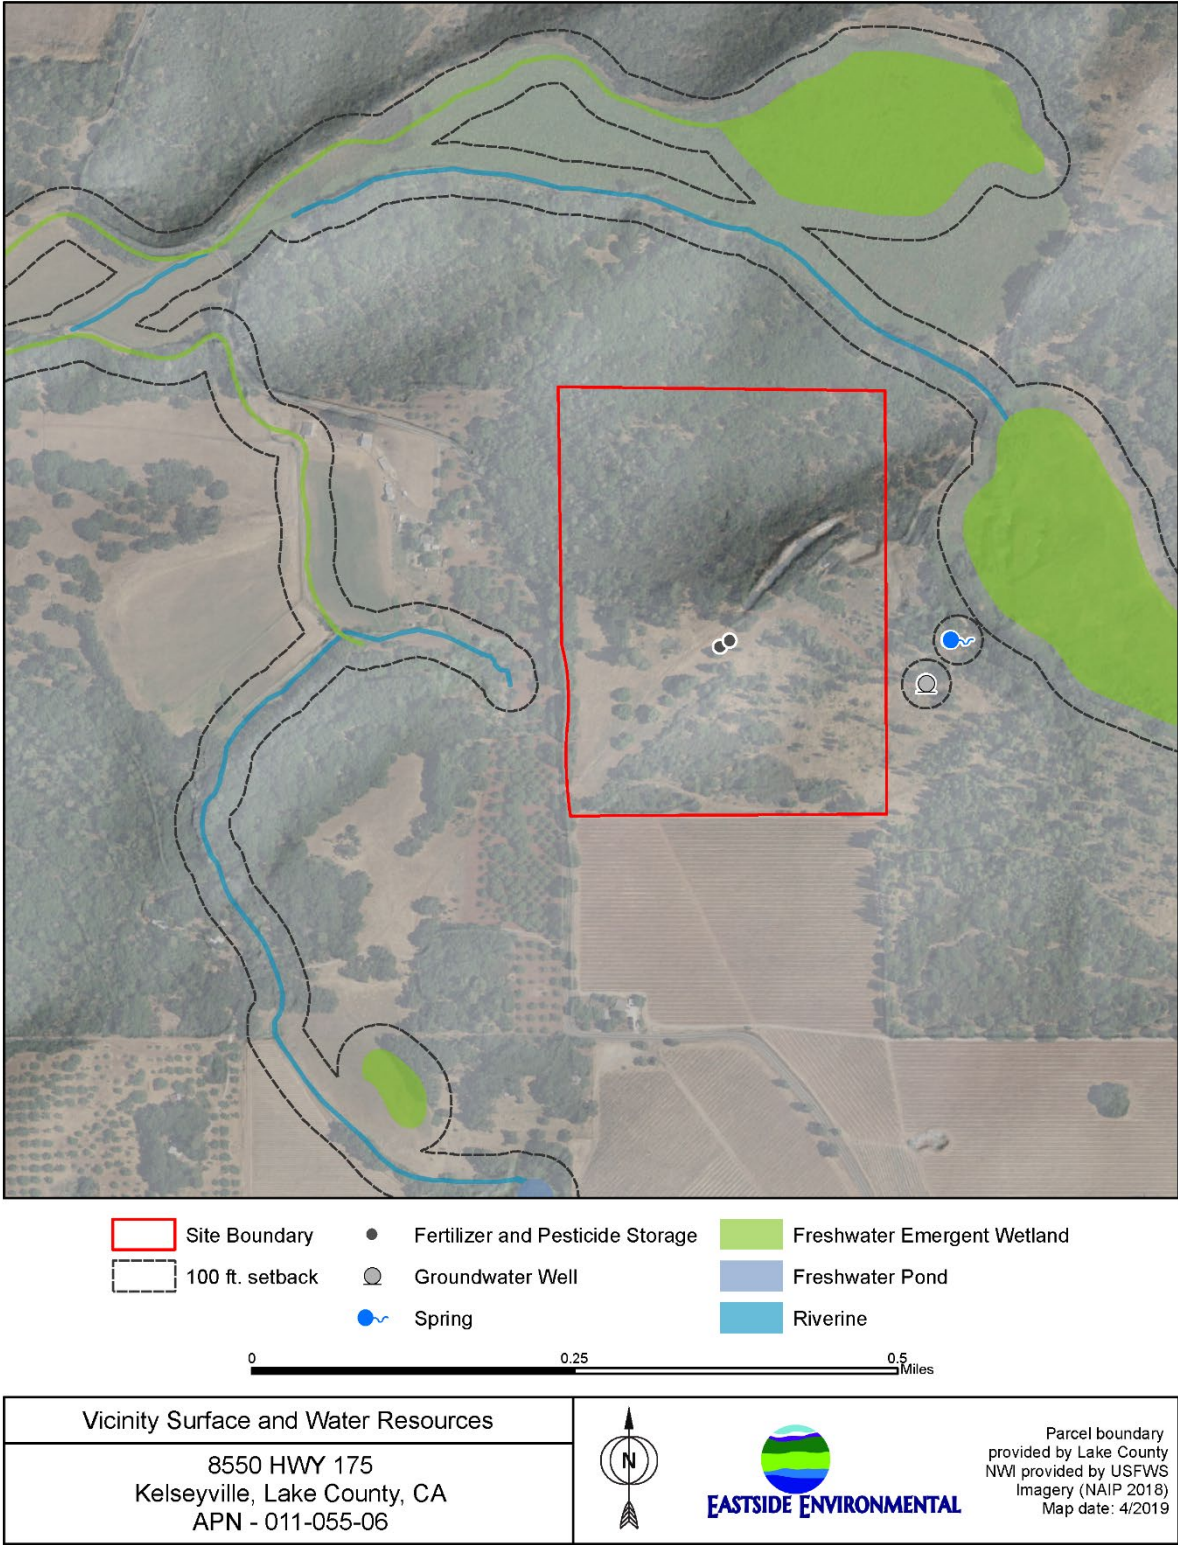 Site Boundary
Fertilizer and Pesticide Storage
Freshwater Emergent Wetland
100 ft. setback
Groundwater Well
Freshwater Pond
Spring
Riverine
0 0.25 0.5
Miles
Vicinity Surface and Water Resources
8550 HWY 175
Kelseyville, Lake County, CA
APN - 011-055-06
N
EASTSIDE ENVIRONMENTAL
Parcel boundary
provided by Lake County
NWI provided by USFWS
Imagery (NAIP 2018)
Map date: 4/2019